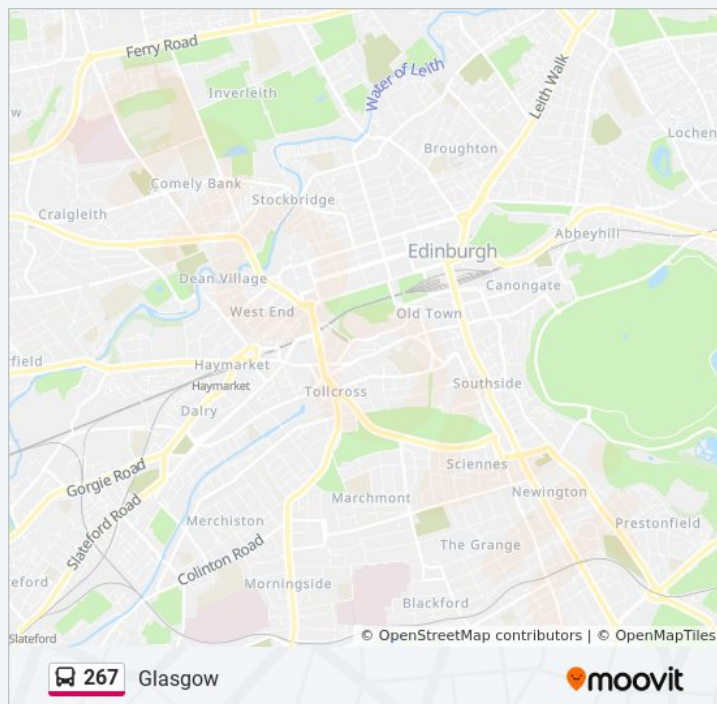 Ferry Road
Inverleith
Water of Leith
Leith Walk
w
Broughton
Lochen
Comely Bank
Stockbridge
Craigleith
Abbeyhill
Edinburgh
Dean Village
Canongate
West End
Old Town
rfield
Haymarket
Haymarket
Southside
Tollcross
Dalry
Gorgie Road
Sciennes
Slateford Road
Marchmont
Newington
Merchiston
Prestonfield
The Grange
Colinton Road
ateford
Morningside
Blackford
Slateford
© OpenStreetMap contributors | © OpenMapTiles
267 Glasgow
moovit